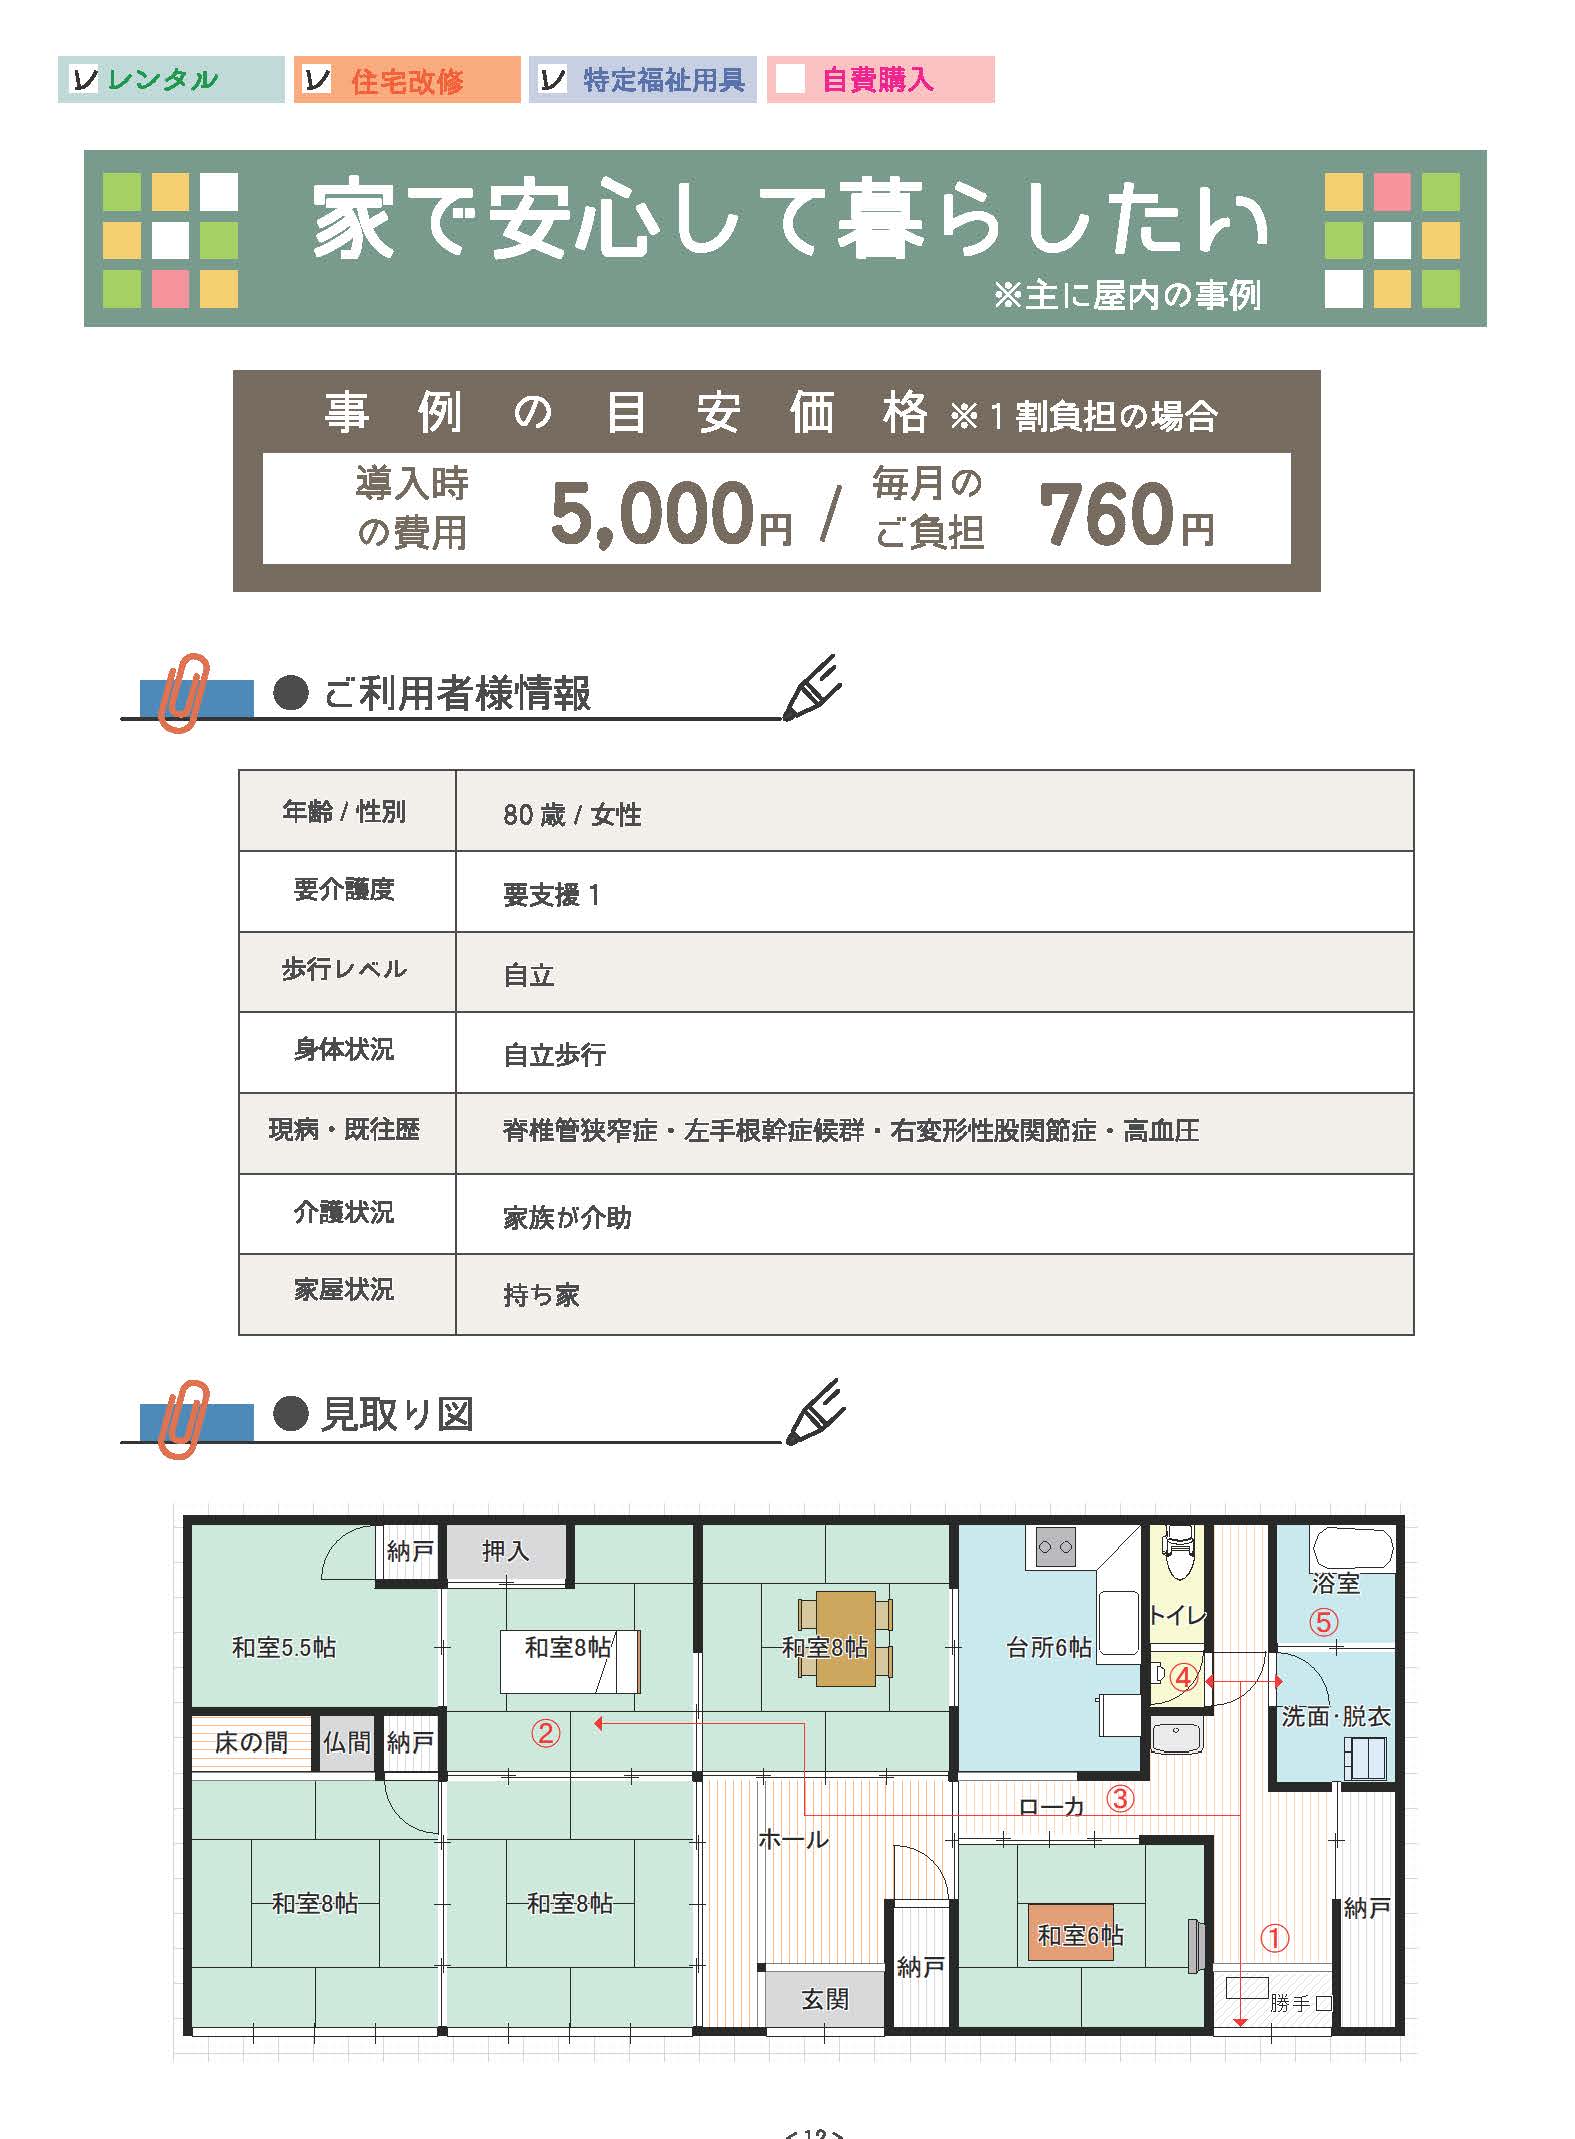 レ レンタル レ 住宅改修 レ 特定福祉用具 自費購入
家で安心して暮らしたい
※主に屋内の事例
事例の目安価格 ※1割負担の場合
導入時の費用 5,000円 / 毎月のご負担 760円
● ご利用者様情報
年齢 / 性別 80 歳 / 女性
要介護度 要支援 1
歩行レベル 自立
身体状況 自立歩行
現病・既往歴 脊椎管狭窄症・左手根幹症候群・右変形性股関節症・高血圧
介護状況 家族が介助
家屋状況 持ち家
● 見取り図
納戸 押入
浴室
トイレ ⑤
和室5.5帖 和室8帖 和室8帖 台所6帖
④
洗面・脱衣
床の間 仏間 納戸 ②
ローカ ③
ホール
和室8帖 和室8帖 納戸
和室6帖 ①
納戸
玄関 勝手口
<12>